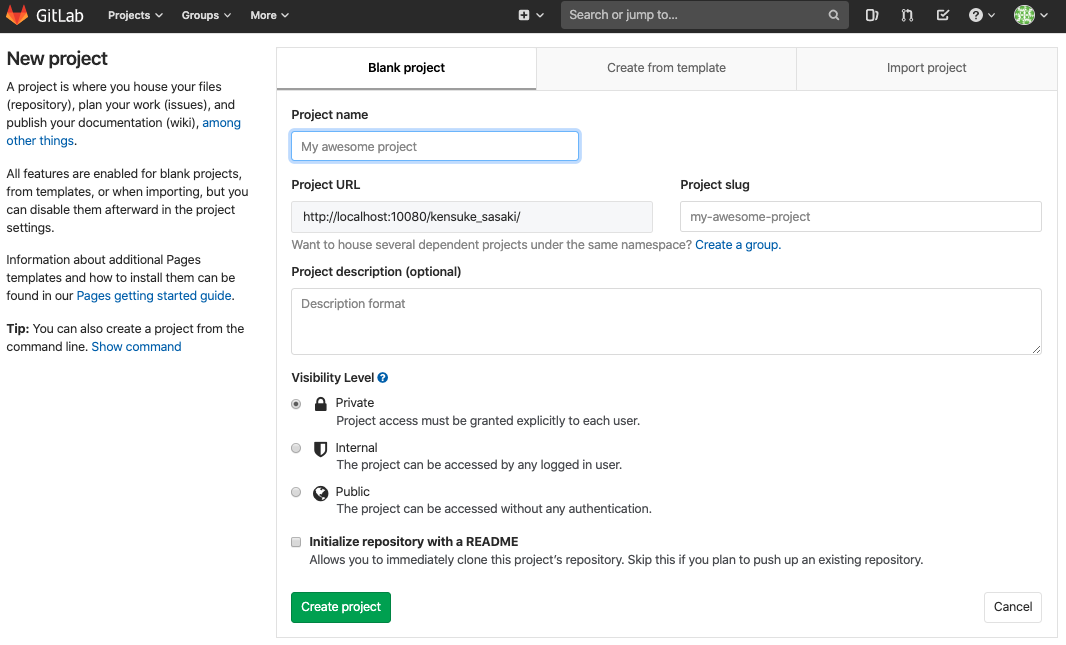 GitLab Projects Groups More Search or jump to...
New project
A project is where you house your files
(repository), plan your work (issues), and
publish your documentation (wiki), among
other things.
All features are enabled for blank projects,
from templates, or when importing, but you
can disable them afterward in the project
settings.
Information about additional Pages
templates and how to install them can be
found in our Pages getting started guide.
Tip: You can also create a project from the
command line. Show command
Blank project Create from template Import project
Project name
My awesome project
Project URL Project slug
http://localhost:10080/kensuke_sasaki/ my-awesome-project
Want to house several dependent projects under the same namespace? Create a group.
Project description (optional)
Description format
Visibility Level ?
Private
Project access must be granted explicitly to each user.
Internal
The project can be accessed by any logged in user.
Public
The project can be accessed without any authentication.
Initialize repository with a README
Allows you to immediately clone this project's repository. Skip this if you plan to push up an existing repository.
Create project Cancel